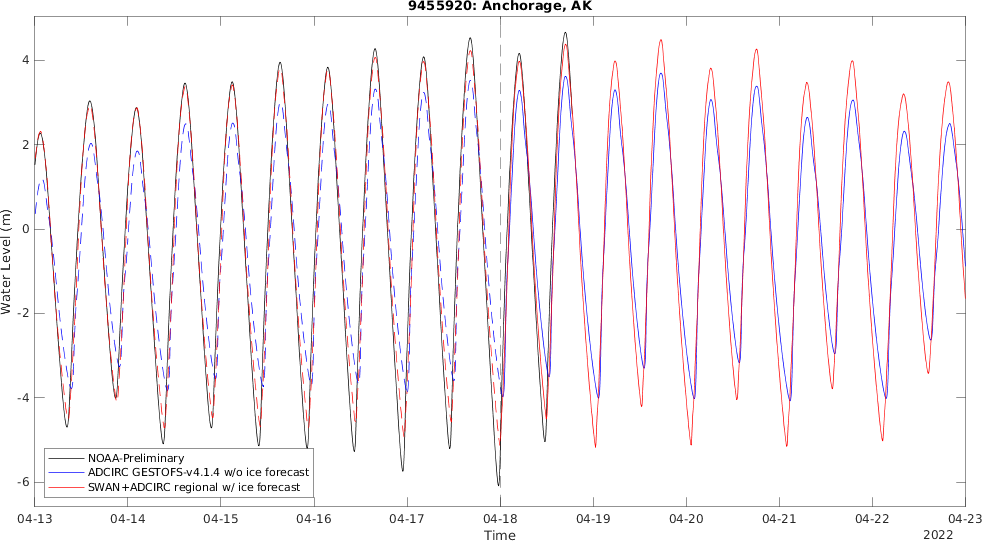 9455920: Anchorage, AK
Water Level (m)
4
2
0
-2
-4
-6
NOAA-Preliminary
ADCIRC GESTOFS-v4.1.4 w/o ice forecast
SWAN+ADCIRC regional w/ ice forecast
04-13 04-14 04-15 04-16 04-17 04-18 04-19 04-20 04-21 04-22 04-23
Time
2022